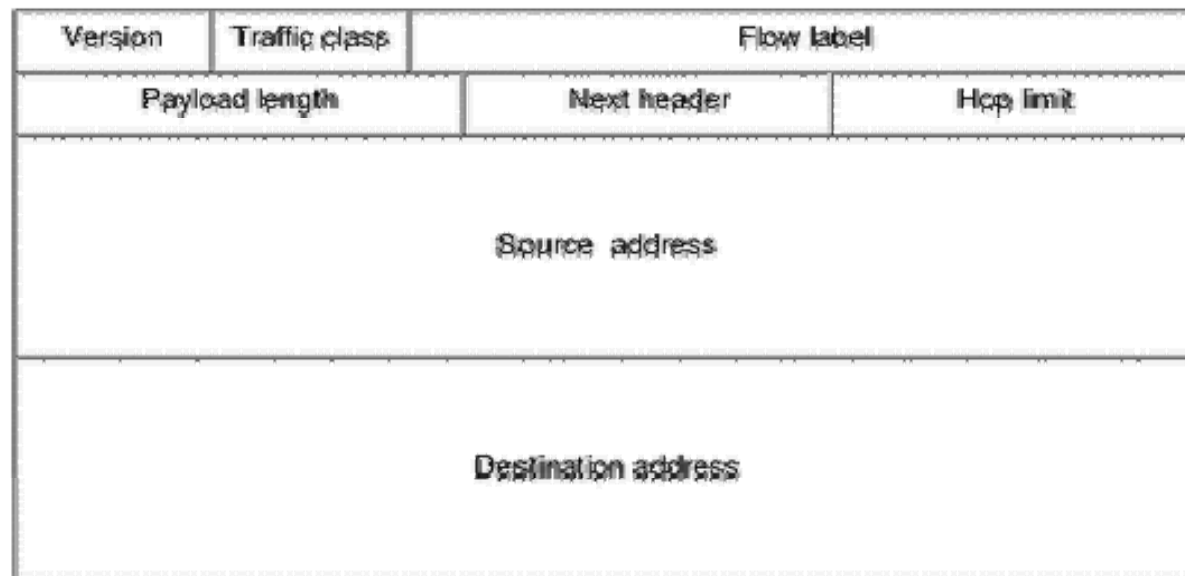 Version Traffic class Flow label
Payload length Next header Hop limit
Source address
Destination address